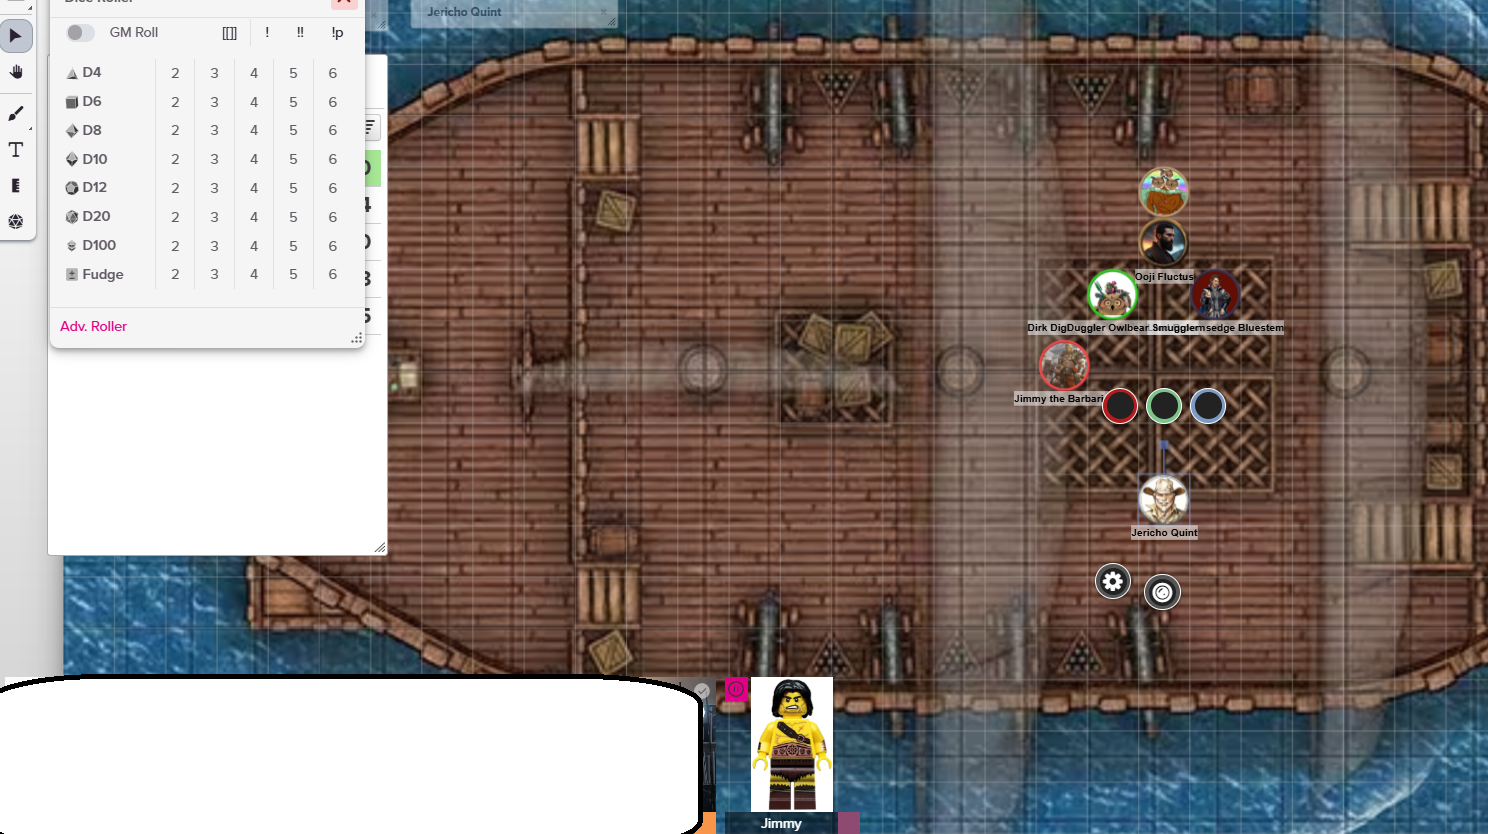 Jericho Quint
GM Roll [[]] ! !! !p
D4 2 3 4 5 6
D6 2 3 4 5 6
D8 2 3 4 5 6
D10 2 3 4 5 6
D12 2 3 4 5 6
D20 2 3 4 5 6
D100 2 3 4 5 6
Fudge 2 3 4 5 6
Adv. Roller
Ooji Fluctus
Dirk DigDuggler Owlbear Smuggler
Bluestem
Jimmy the Barbari
Jericho Quint
Jimmy